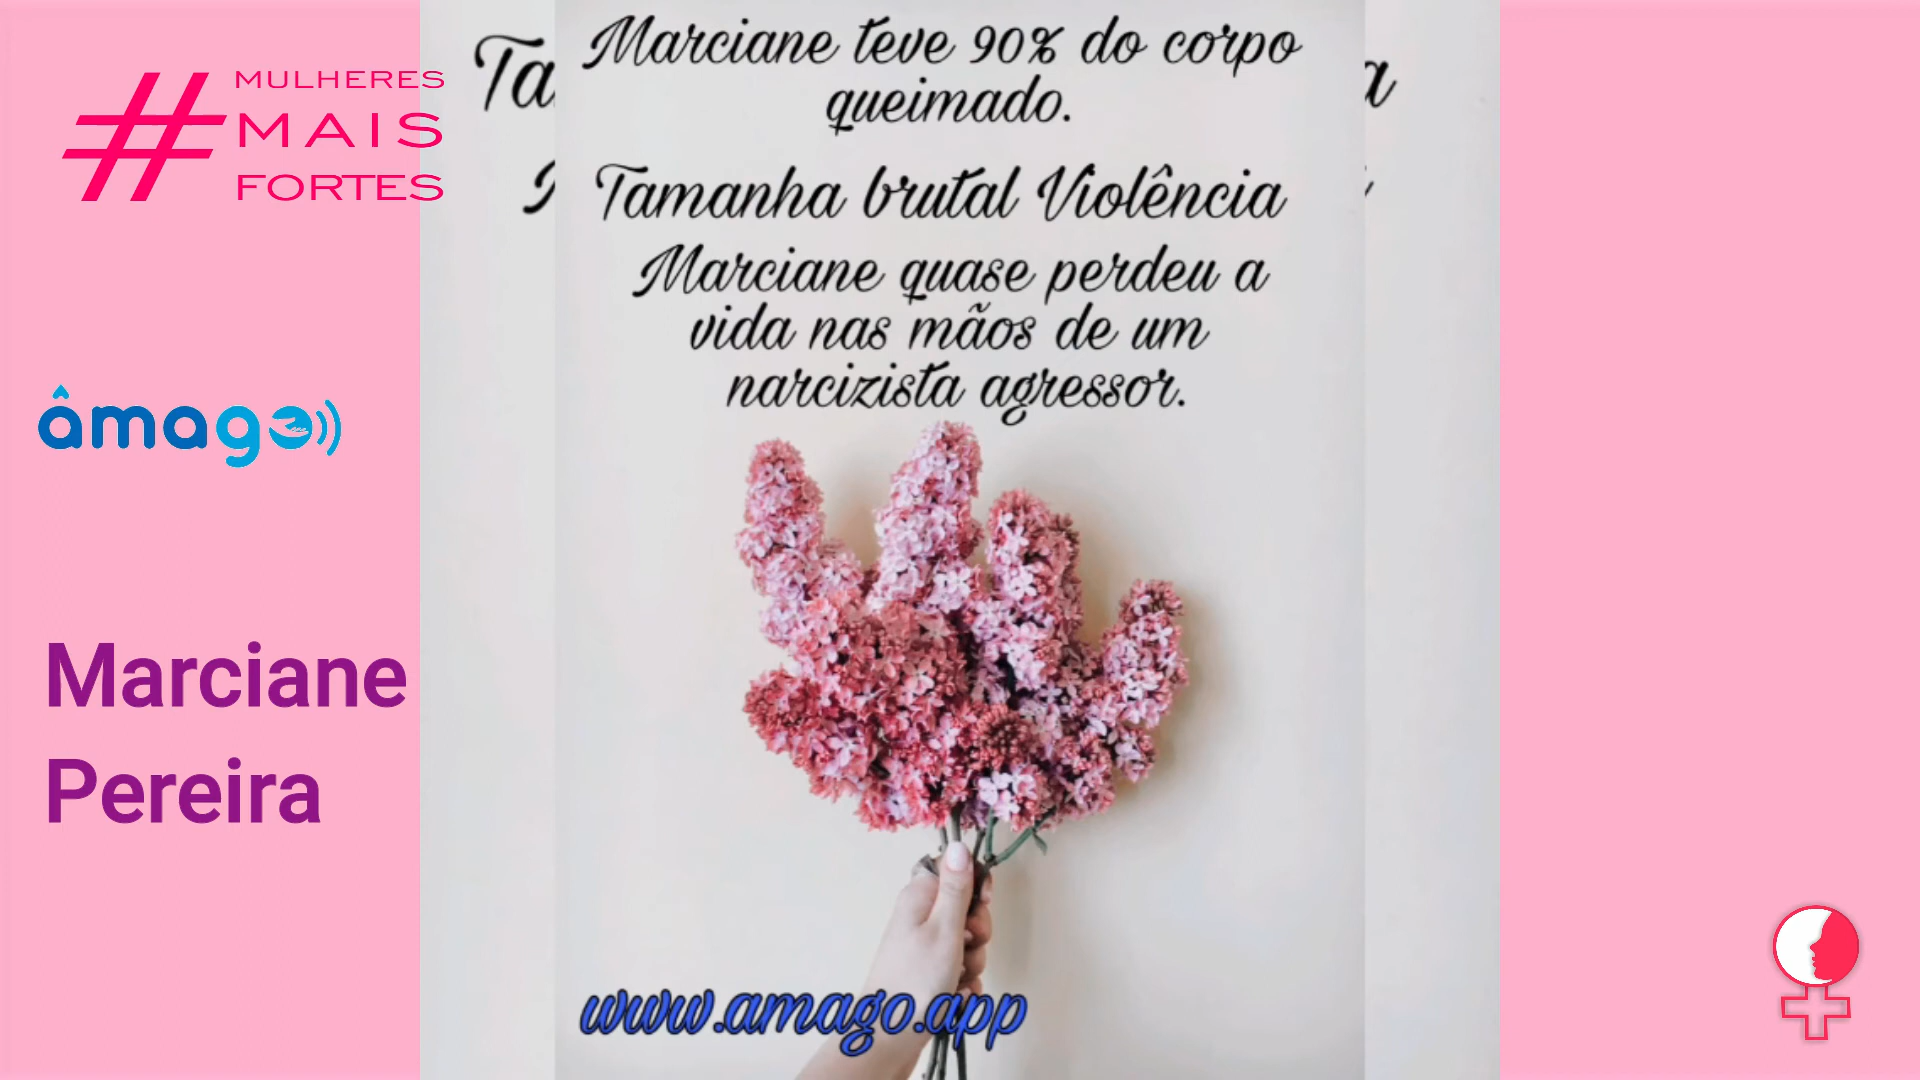 MULHERES
MAIS
FORTES
âmago
Marciane
Pereira
Marciane teve 90% do corpo
queimado.
Tamanha brutal Violência
Marciane quase perdeu a
vida nas mãos de um
narcizista agressor.
www.amago.app